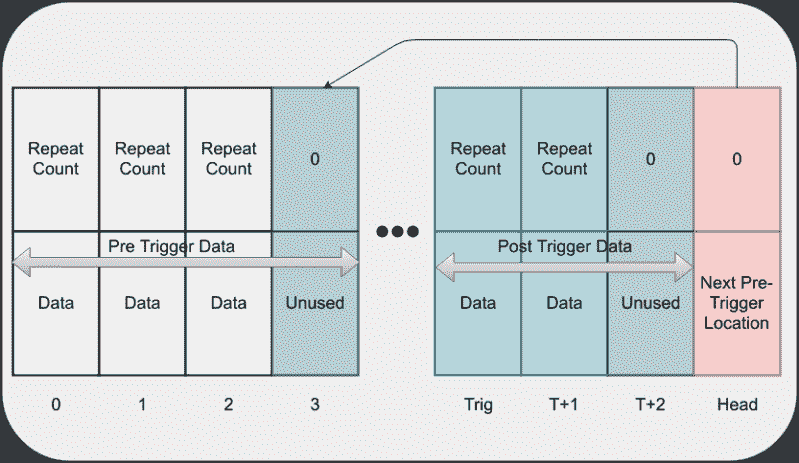 Repeat Count
Repeat Count
Repeat Count
0
Repeat Count
Repeat Count
0
0
Pre Trigger Data
Post Trigger Data
Data
Data
Data
Unused
Data
Data
Unused
Next Pre-
Trigger
Location
0
1
2
3
Trig
T+1
T+2
Head